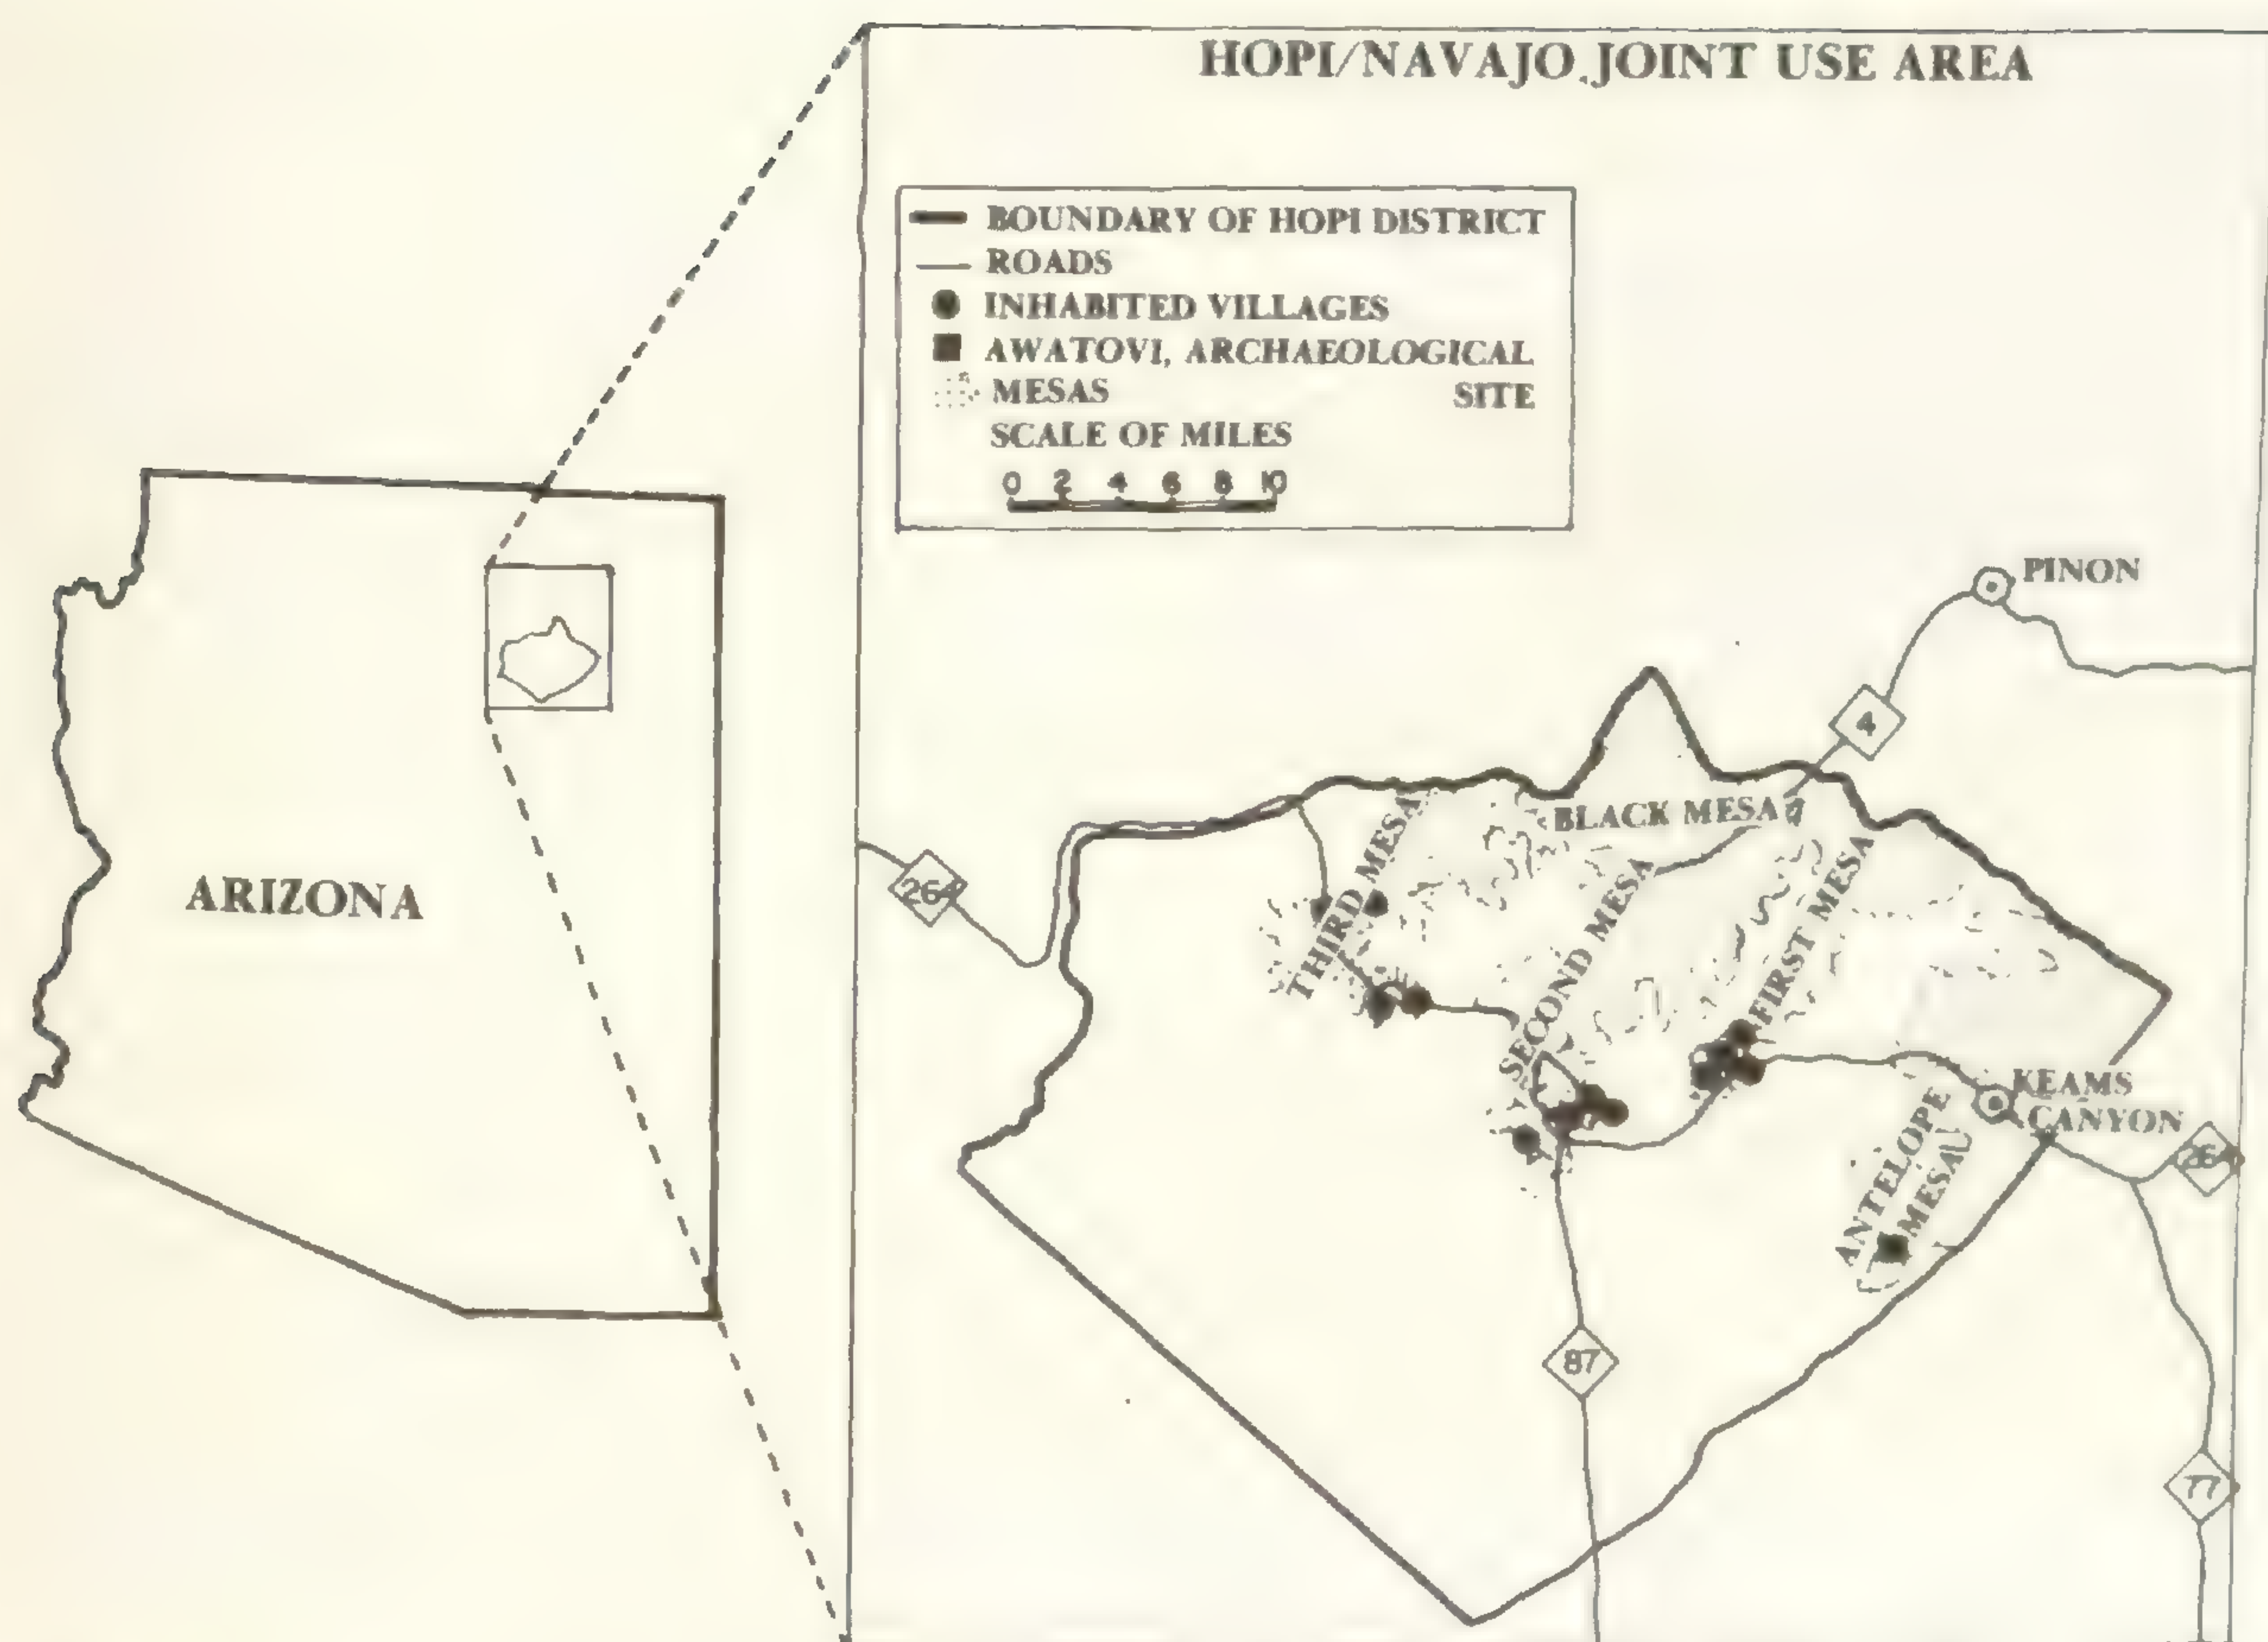 HOPI/NAVAJO JOINT USE AREA
BOUNDARY OF HOPI DISTRICT
ROADS
INHABITED VILLAGES
AWATOVI, ARCHAEOLOGICAL
SITE
MESAS
SCALE OF MILES
0 2 4 6 8 10
PINON
4
BLACK MESA
THIRD MESA
SECOND MESA
FIRST MESA
264
ARIZONA
KEAMS
CANYON
ANTELOPE
MESA
264
87
77